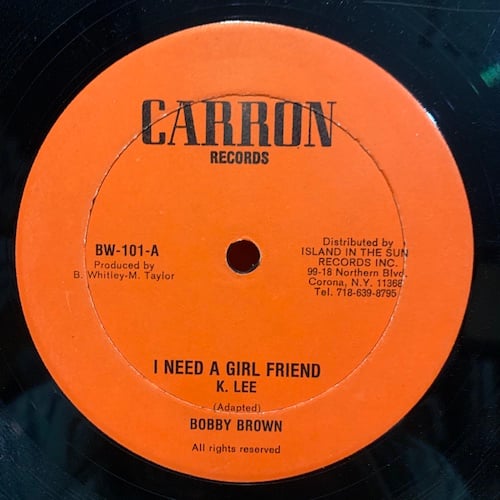 CARRON
RECORDS
BW-101-A
Produced by
B. Whitley-M. Taylor
Distributed by
ISLAND IN THE SUN
RECORDS INC.
99-18 Northern Blvd.
Corona, N.Y. 11368
Tel. 718-639-8795
I NEED A GIRL FRIEND
K. LEE
(Adapted)
BOBBY BROWN
All rights reserved